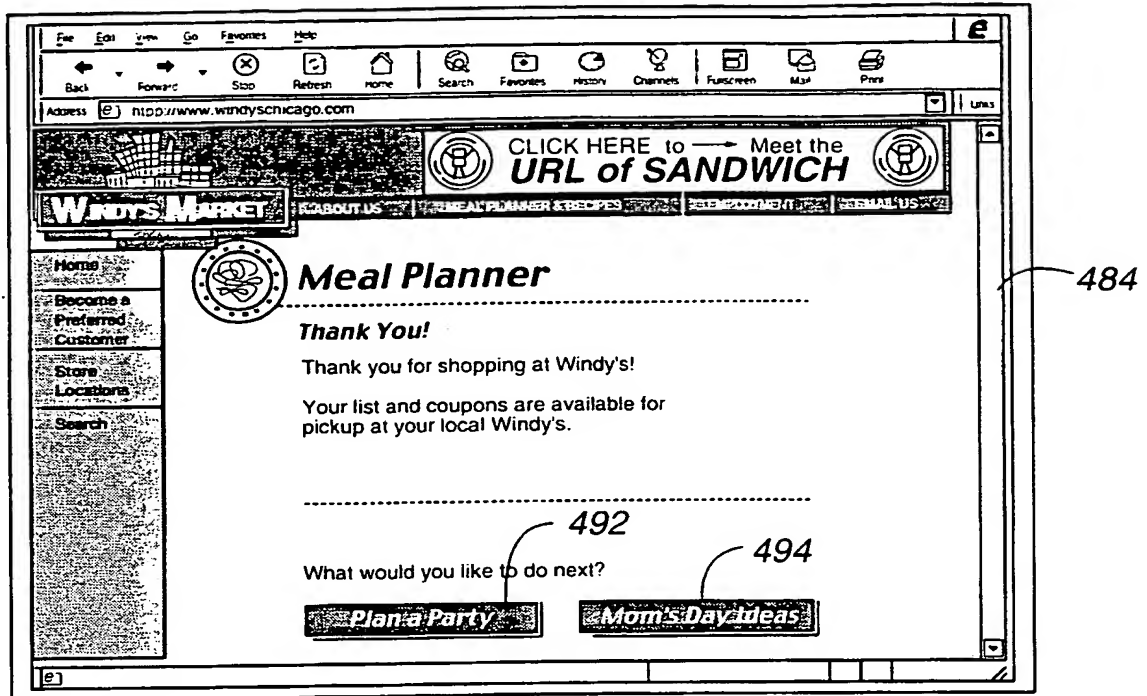 File Edit View Go Favorites Help
Back Forward Stop Refresh Home Search Favorites History Channels Fullscreen Mail Print
Address http://www.windyschicago.com Links
CLICK HERE to → Meet the
URL of SANDWICH
WINDY'S MARKET
ABOUT US MEAL PLANNER & RECIPES EMPLOYMENT EMAIL US
Home
Become a
Preferred
Customer
Store
Locations
Search
Meal Planner
484
Thank You!
Thank you for shopping at Windy's!
Your list and coupons are available for
pickup at your local Windy's.
492
494
What would you like to do next?
Plan a Party Mom's Day Ideas